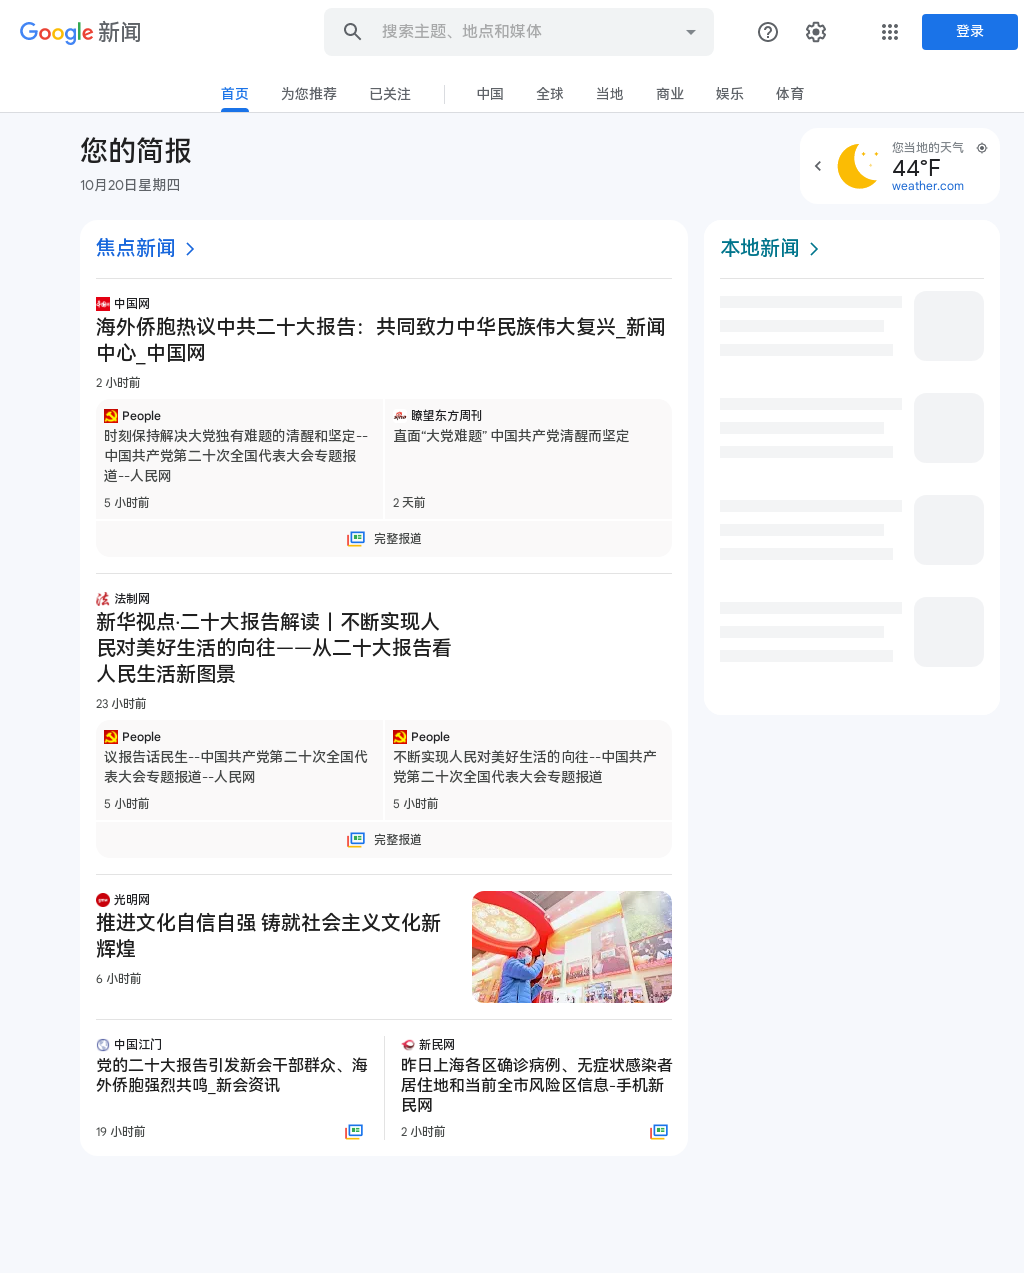 Google 新闻
搜索主题、地点和媒体
登录
首页 为您推荐 已关注 中国 全球 当地 商业 娱乐 体育
您的简报
10月20日星期四
您当地的天气
44°F
weather.com
焦点新闻
中国网
海外侨胞热议中共二十大报告：共同致力中华民族伟大复兴_新闻
中心_中国网
2 小时前
People
时刻保持解决大党独有难题的清醒和坚定--
中国共产党第二十次全国代表大会专题报
道--人民网
5 小时前
瞭望东方周刊
直面“大党难题” 中国共产党清醒而坚定
2 天前
完整报道
法制网
新华视点·二十大报告解读丨不断实现人
民对美好生活的向往——从二十大报告看
人民生活新图景
23 小时前
People
议报告话民生--中国共产党第二十次全国代
表大会专题报道--人民网
5 小时前
People
不断实现人民对美好生活的向往--中国共产
党第二十次全国代表大会专题报道
5 小时前
完整报道
光明网
推进文化自信自强 铸就社会主义文化新
辉煌
6 小时前
中国江门
党的二十大报告引发新会干部群众、海
外侨胞强烈共鸣_新会资讯
19 小时前
新民网
昨日上海各区确诊病例、无症状感染者
居住地和当前全市风险区信息-手机新
民网
2 小时前
本地新闻